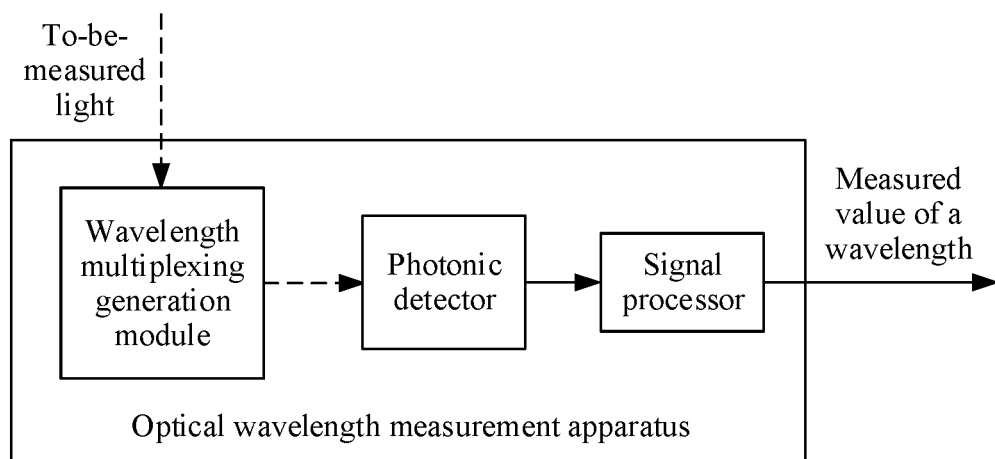 To-be-
measured
light
Wavelength
multiplexing
generation
module
Photonic
detector
Signal
processor
Measured
value of a
wavelength
Optical wavelength measurement apparatus